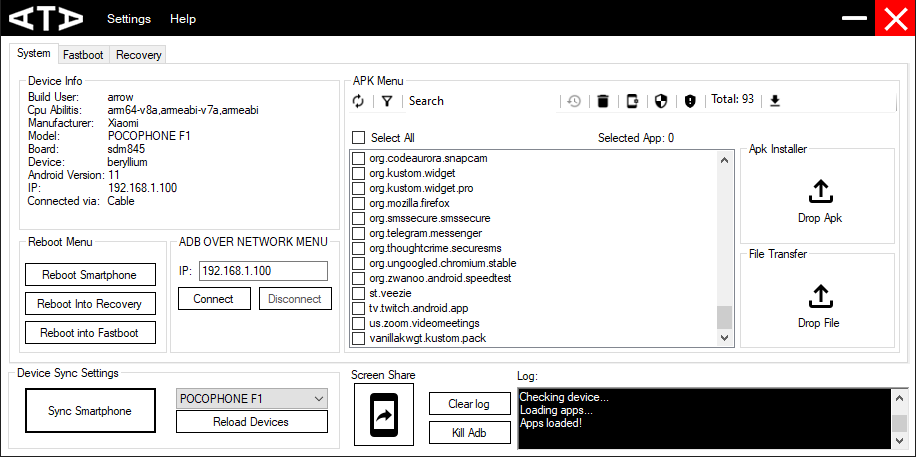 ATA Settings Help
System Fastboot Recovery
Device Info
Build User: arrow
Cpu Abilitis: arm64-v8a,armeabi-v7a,armeabi
Manufacturer: Xiaomi
Model: POCOPHONE F1
Board: sdm845
Device: beryllium
Android Version: 11
IP: 192.168.1.100
Connected via: Cable
Reboot Menu
Reboot Smartphone
Reboot Into Recovery
Reboot into Fastboot
ADB OVER NETWORK MENU
IP: 192.168.1.100
Connect Disconnect
APK Menu
Search Total: 93
Select All Selected App: 0
org.codeaurora.snapcam
org.kustom.widget
org.kustom.widget.pro
org.mozilla.firefox
org.smssecure.smssecure
org.telegram.messenger
org.thoughtcrime.securesms
org.ungoogled.chromium.stable
org.zwanoo.android.speedtest
st.veezie
tv.twitch.android.app
us.zoom.videomeetings
vanillakwgt.kustom.pack
Apk Installer
Drop Apk
File Transfer
Drop File
Device Sync Settings
Sync Smartphone
POCOPHONE F1
Reload Devices
Screen Share
Clear log
Kill Adb
Log:
Checking device...
Loading apps...
Apps loaded!